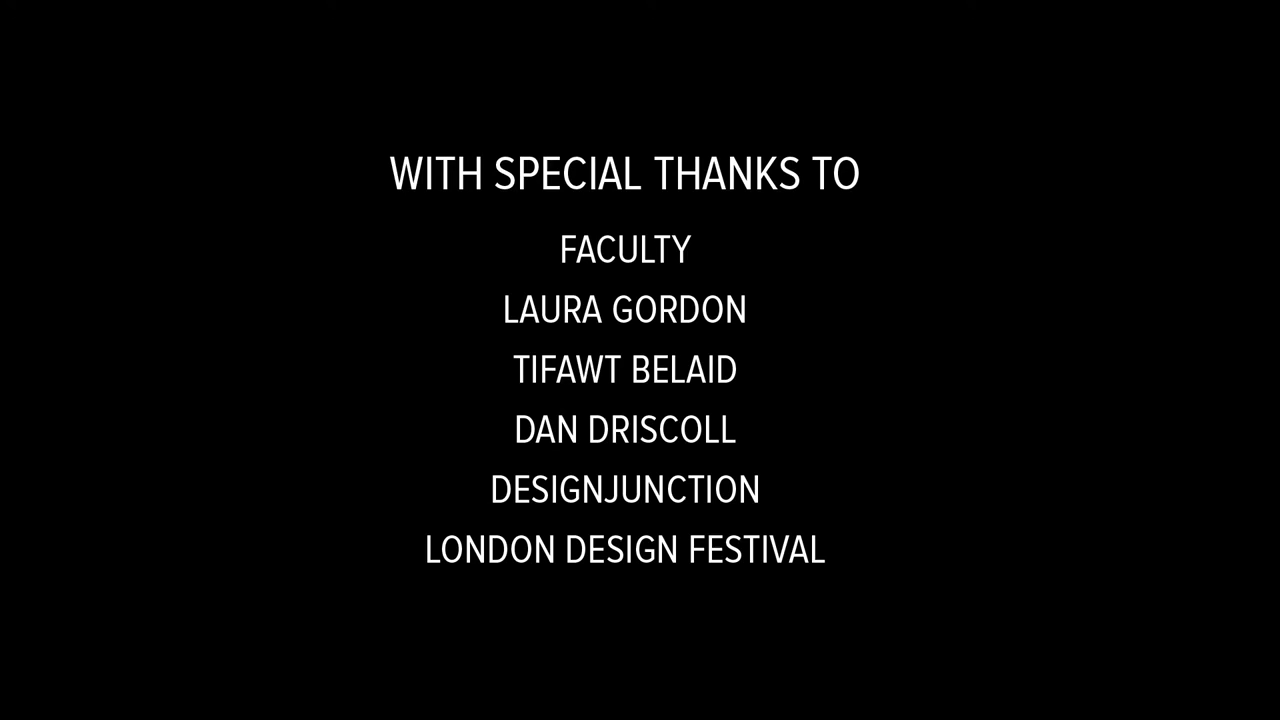 WITH SPECIAL THANKS TO
FACULTY
LAURA GORDON
TIFAWT BELAID
DAN DRISCOLL
DESIGNJUNCTION
LONDON DESIGN FESTIVAL